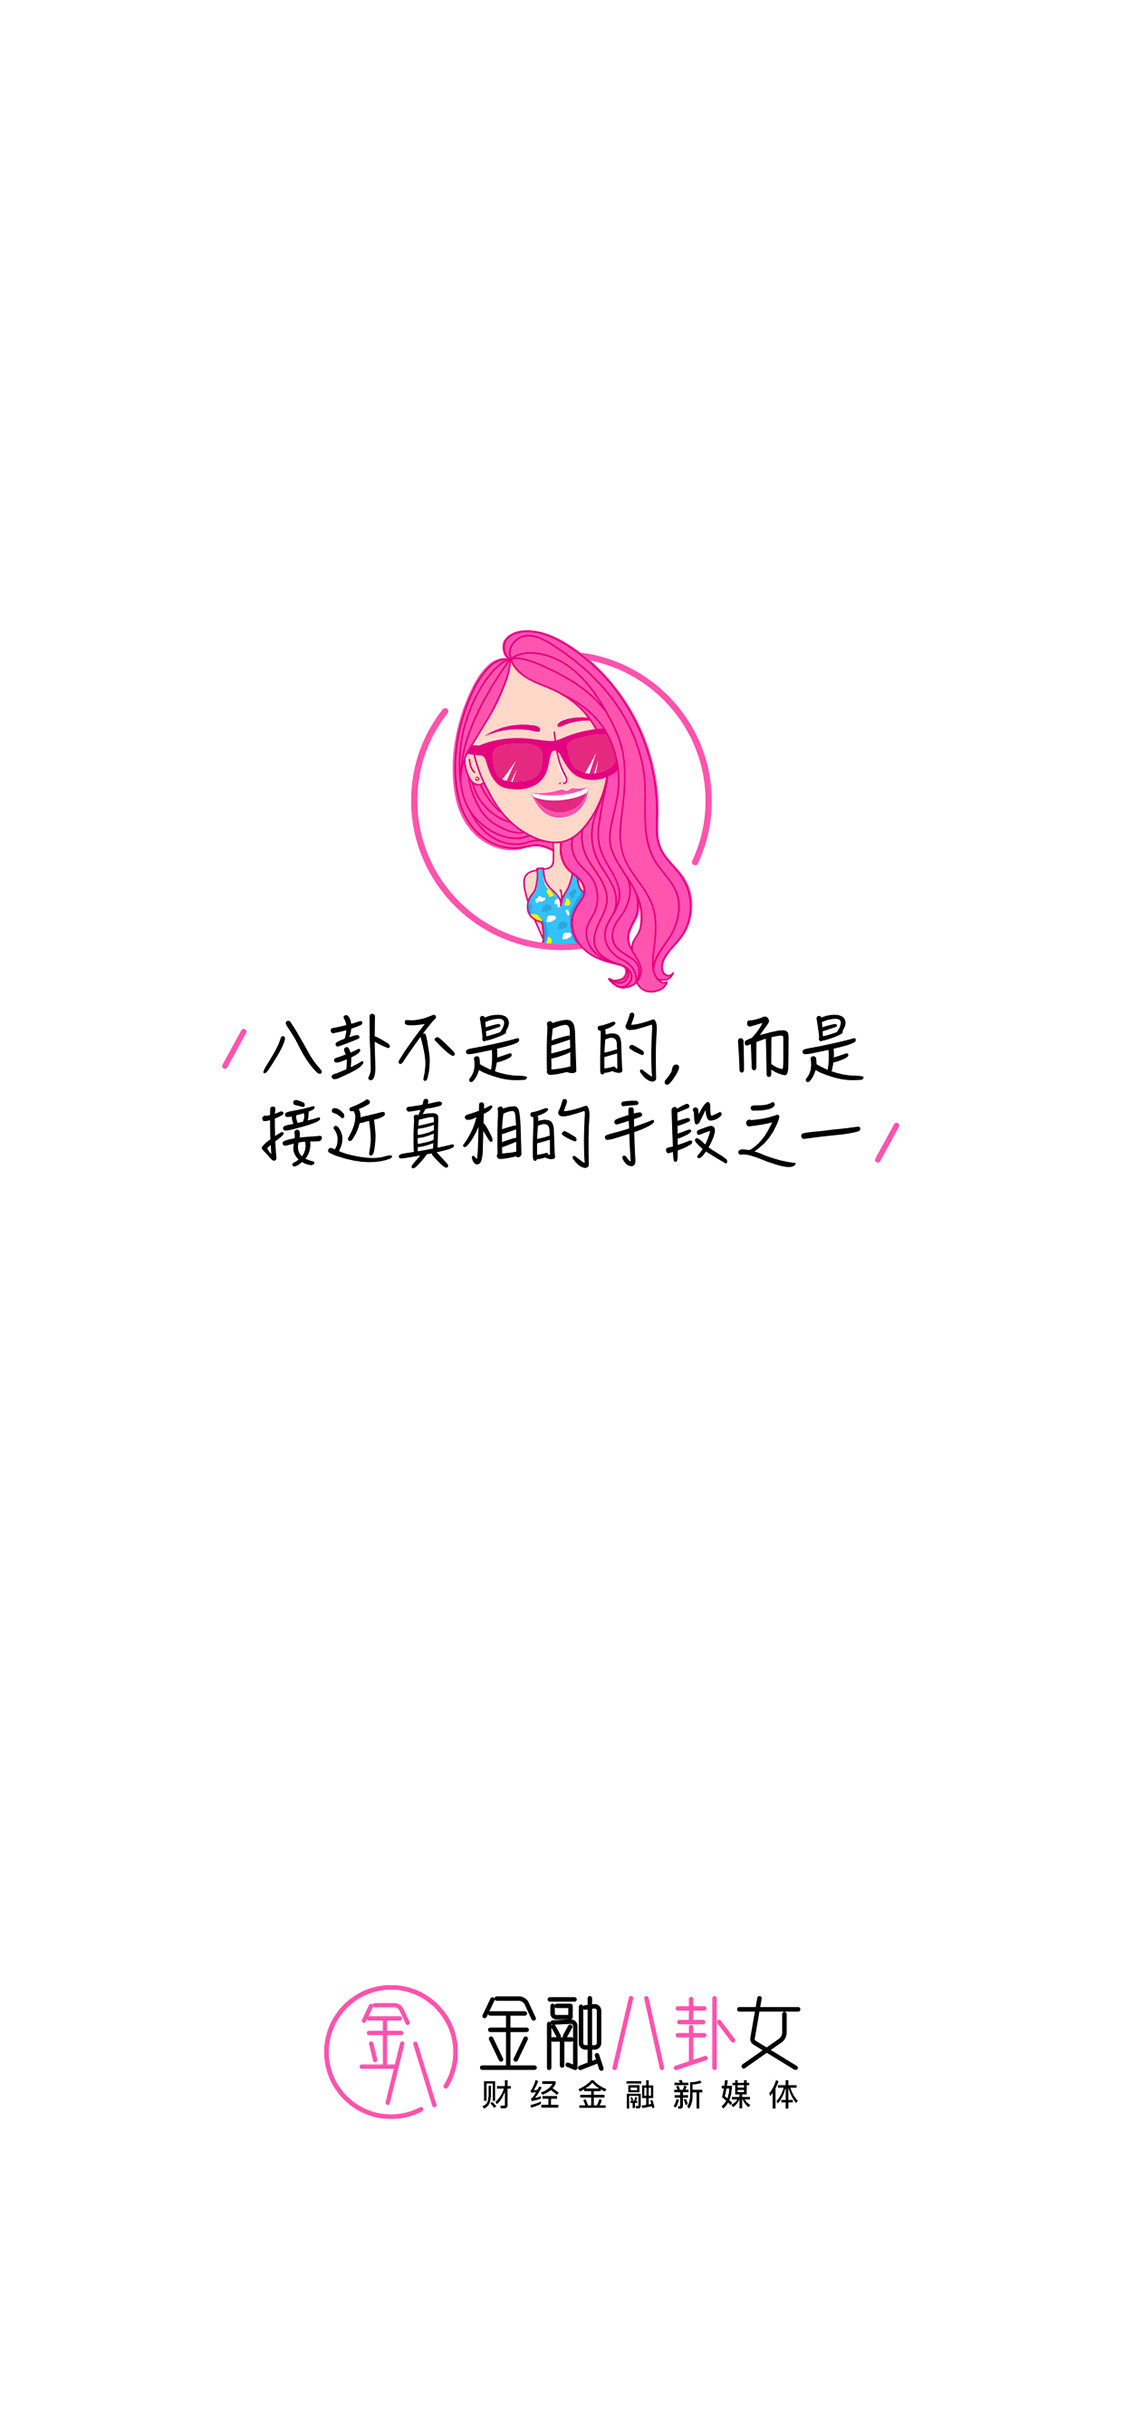 八卦不是目的，而是
接近真相的手段之一
金八
金融八卦女
财经金融新媒体